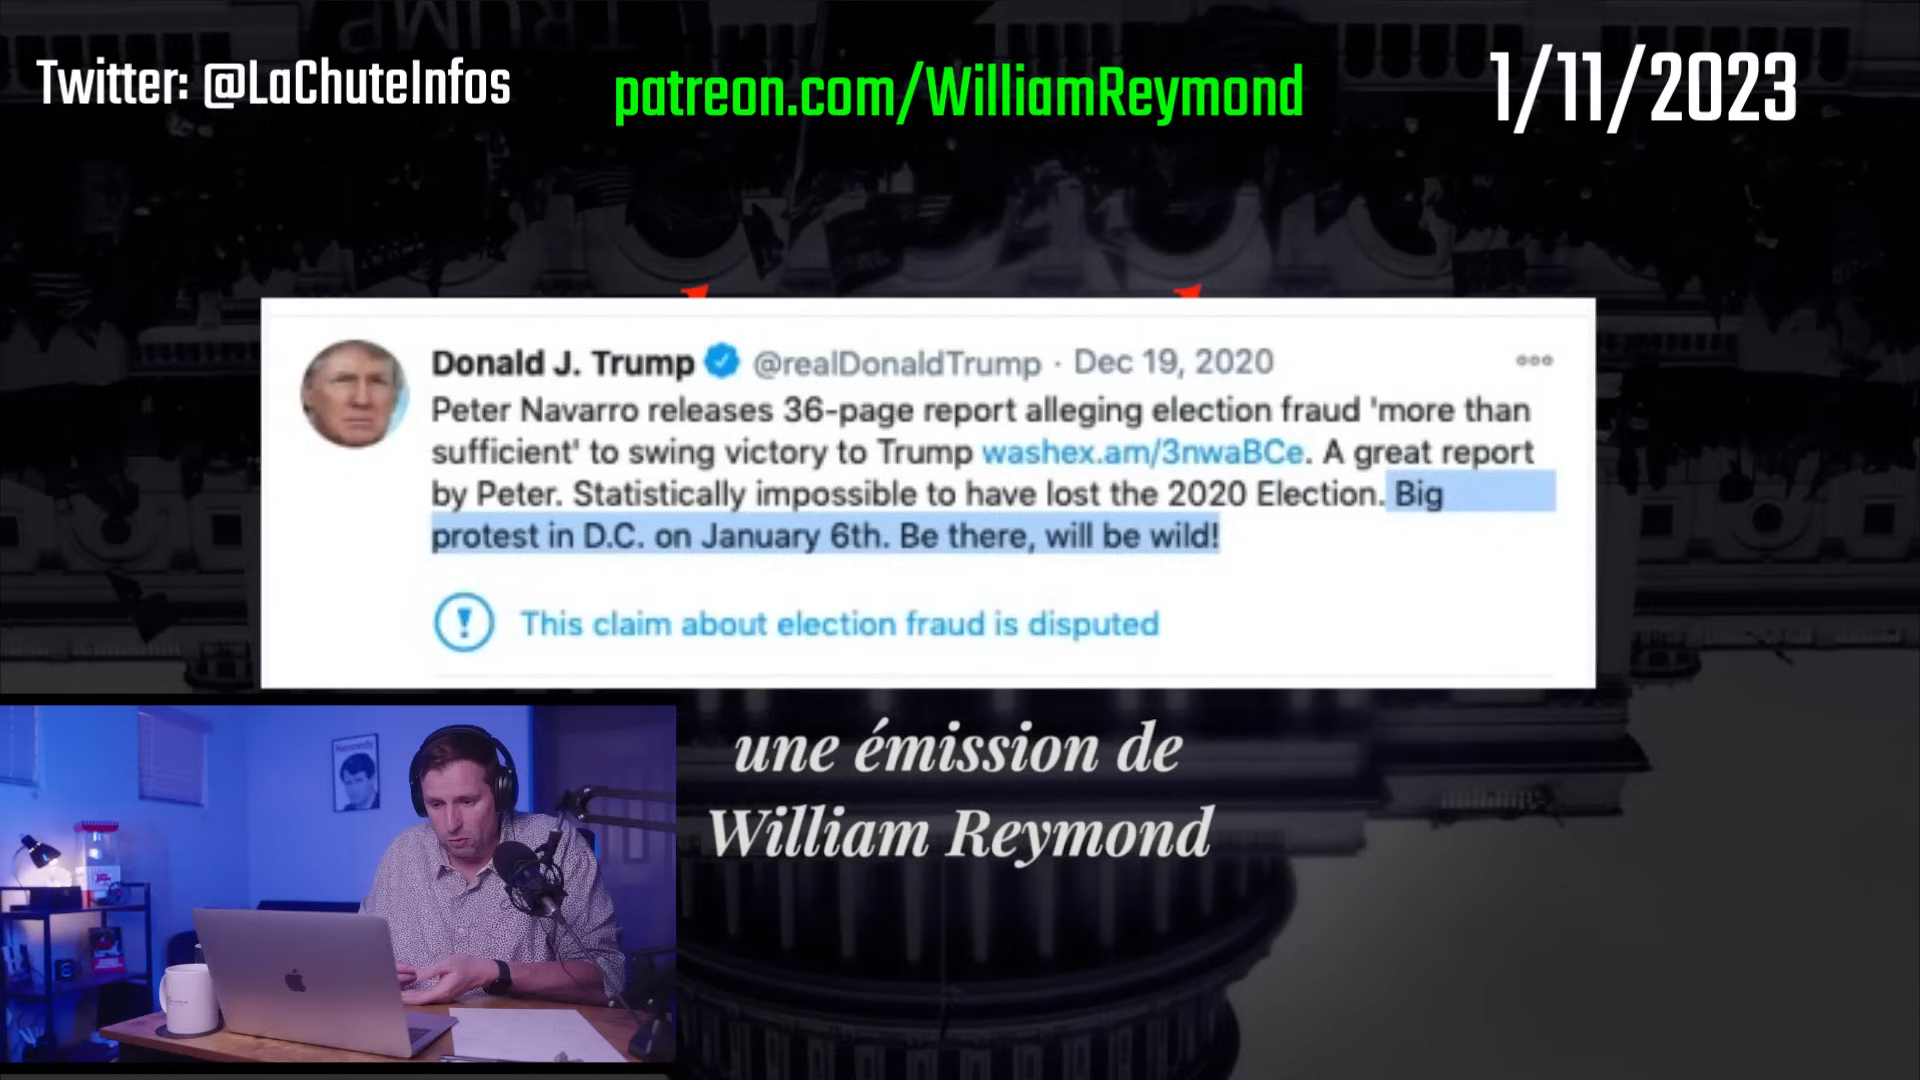 TRUMP
Twitter: @LaChuteInfos
patreon.com/WilliamReymond
1/11/2023
Donald J. Trump @realDonaldTrump · Dec 19, 2020
Peter Navarro releases 36-page report alleging election fraud 'more than
sufficient' to swing victory to Trump washex.am/3nwaBCe. A great report
by Peter. Statistically impossible to have lost the 2020 Election. Big
protest in D.C. on January 6th. Be there, will be wild!
This claim about election fraud is disputed
Kennedy
une émission de
William Reymond